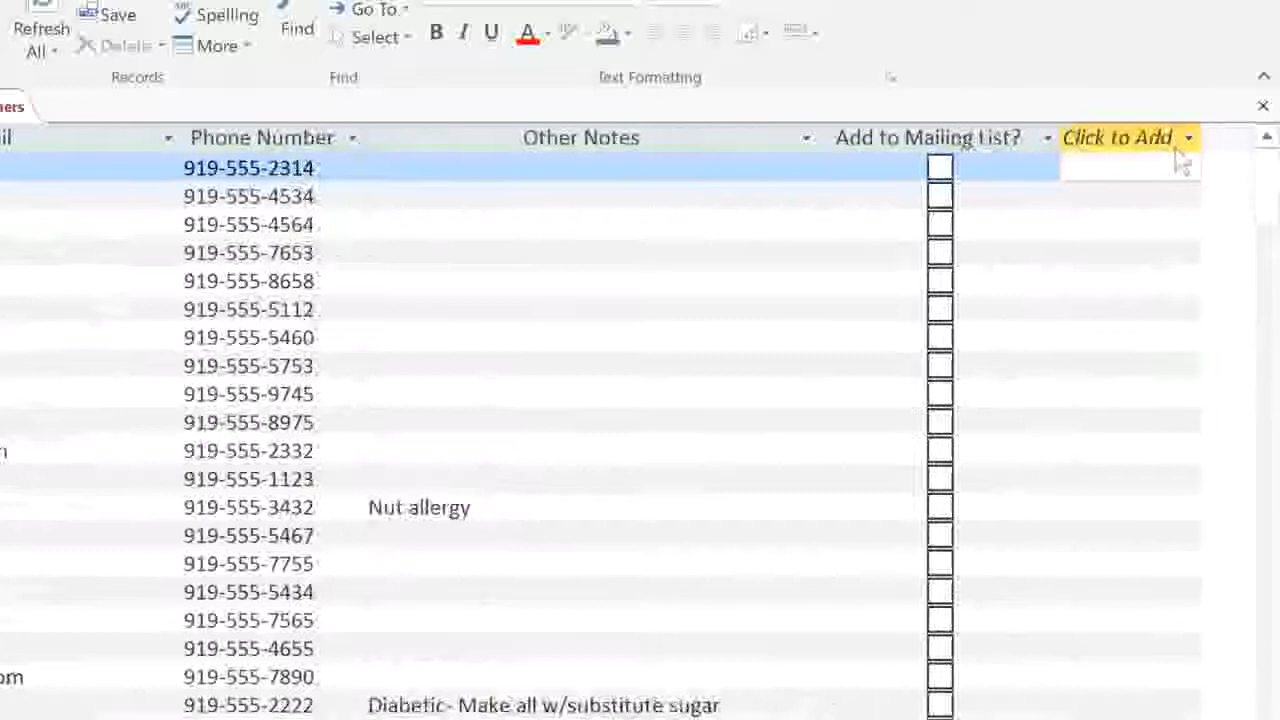 Save
Spelling
Go To
Refresh
All
Delete
More
Find
Select
B I U A
Records
Find
Text Formatting
ners
il
Phone Number
Other Notes
Add to Mailing List?
Click to Add
919-555-2314
919-555-4534
919-555-4564
919-555-7653
919-555-8658
919-555-5112
919-555-5460
919-555-5753
919-555-9745
919-555-8975
n 919-555-2332
919-555-1123
919-555-3432 Nut allergy
919-555-5467
919-555-7755
919-555-5434
919-555-7565
919-555-4655
om 919-555-7890
919-555-2222 Diabetic- Make all w/substitute sugar